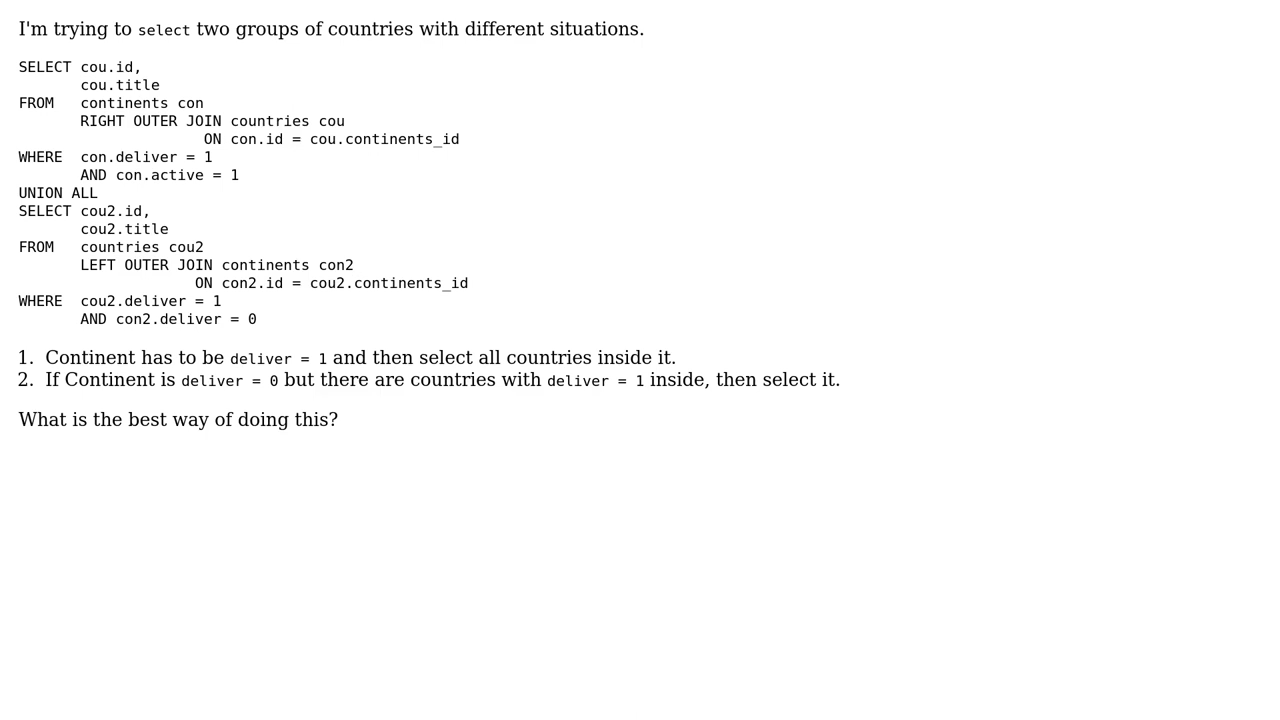 I'm trying to select two groups of countries with different situations.
SELECT cou.id,
       cou.title
FROM   continents con
       RIGHT OUTER JOIN countries cou
                     ON con.id = cou.continents_id
WHERE  con.deliver = 1
       AND con.active = 1
UNION ALL
SELECT cou2.id,
       cou2.title
FROM   countries cou2
       LEFT OUTER JOIN continents con2
                    ON con2.id = cou2.continents_id
WHERE  cou2.deliver = 1
       AND con2.deliver = 0
1. Continent has to be deliver = 1 and then select all countries inside it.
2. If Continent is deliver = 0 but there are countries with deliver = 1 inside, then select it.
What is the best way of doing this?